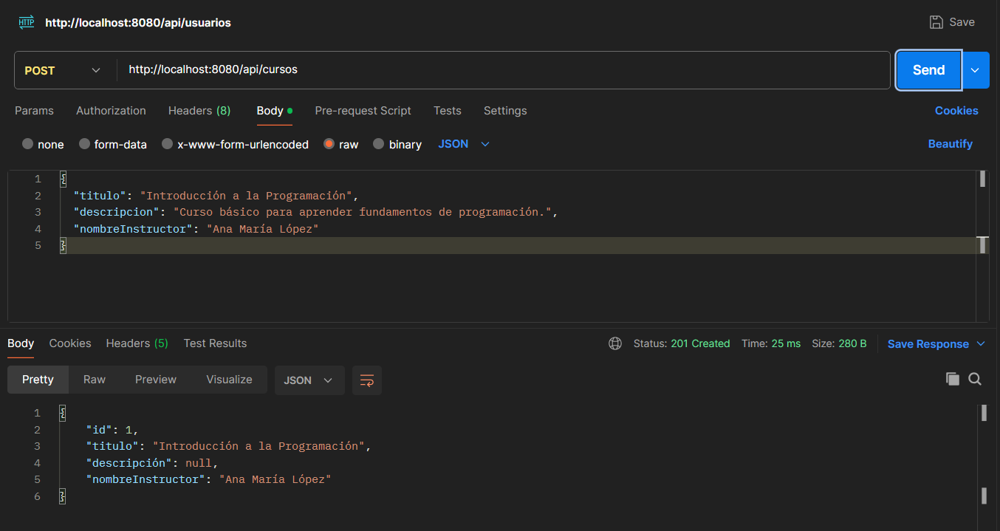 HTTP http://localhost:8080/api/usuarios Save
POST http://localhost:8080/api/cursos Send
Params Authorization Headers (8) Body Pre-request Script Tests Settings Cookies
none form-data x-www-form-urlencoded raw binary JSON Beautify
1 {
2 "titulo": "Introducción a la Programación",
3 "descripcion": "Curso básico para aprender fundamentos de programación.",
4 "nombreInstructor": "Ana María López"
5 }
Body Cookies Headers (5) Test Results Status: 201 Created Time: 25 ms Size: 280 B Save Response
Pretty Raw Preview Visualize JSON
1 {
2 "id": 1,
3 "titulo": "Introducción a la Programación",
4 "descripción": null,
5 "nombreInstructor": "Ana María López"
6 }